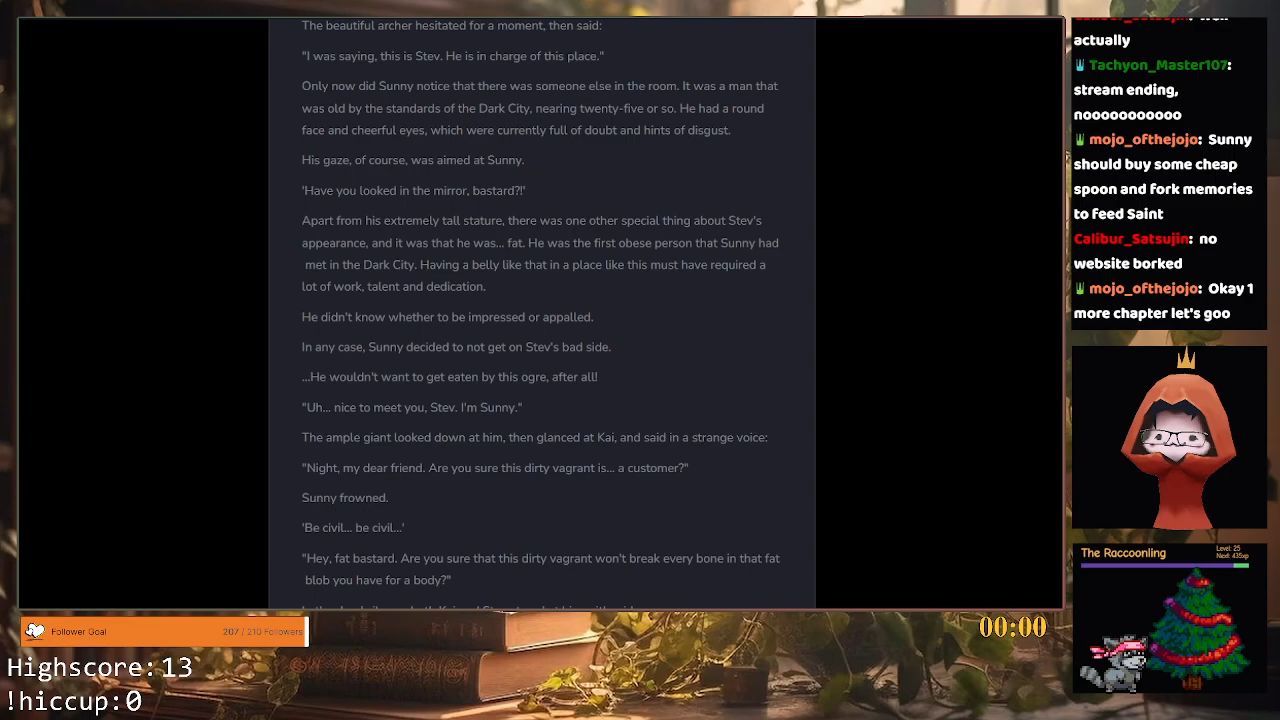 The beautiful archer hesitated for a moment, then said:
"I was saying, this is Stev. He is in charge of this place."
Only now did Sunny notice that there was someone else in the room. It was a man that
was old by the standards of the Dark City, nearing twenty-five or so. He had a round
face and cheerful eyes, which were currently full of doubt and hints of disgust.
His gaze, of course, was aimed at Sunny.
'Have you looked in the mirror, bastard?!'
Apart from his extremely tall stature, there was one other special thing about Stev's
appearance, and it was that he was... fat. He was the first obese person that Sunny had
met in the Dark City. Having a belly like that in a place like this must have required a
lot of work, talent and dedication.
He didn't know whether to be impressed or appalled.
In any case, Sunny decided to not get on Stev's bad side.
...He wouldn't want to get eaten by this ogre, after all!
"Uh... nice to meet you, Stev. I'm Sunny."
The ample giant looked down at him, then glanced at Kai, and said in a strange voice:
"Night, my dear friend. Are you sure this dirty vagrant is... a customer?"
Sunny frowned.
'Be civil... be civil...'
"Hey, fat bastard. Are you sure that this dirty vagrant won't break every bone in that fat
blob you have for a body?"
actually
Tachyon_Master107:
stream ending,
nooooooooooo
mojo_ofthejojo: Sunny
should buy some cheap
spoon and fork memories
to feed Saint
Calibur_Satsujin: no
website borked
mojo_ofthejojo: Okay 1
more chapter let's goo
The Raccoonling
Level: 25
Next: 435xp
Follower Goal
207 / 210 Followers
00:00
Highscore:13
!hiccup:0